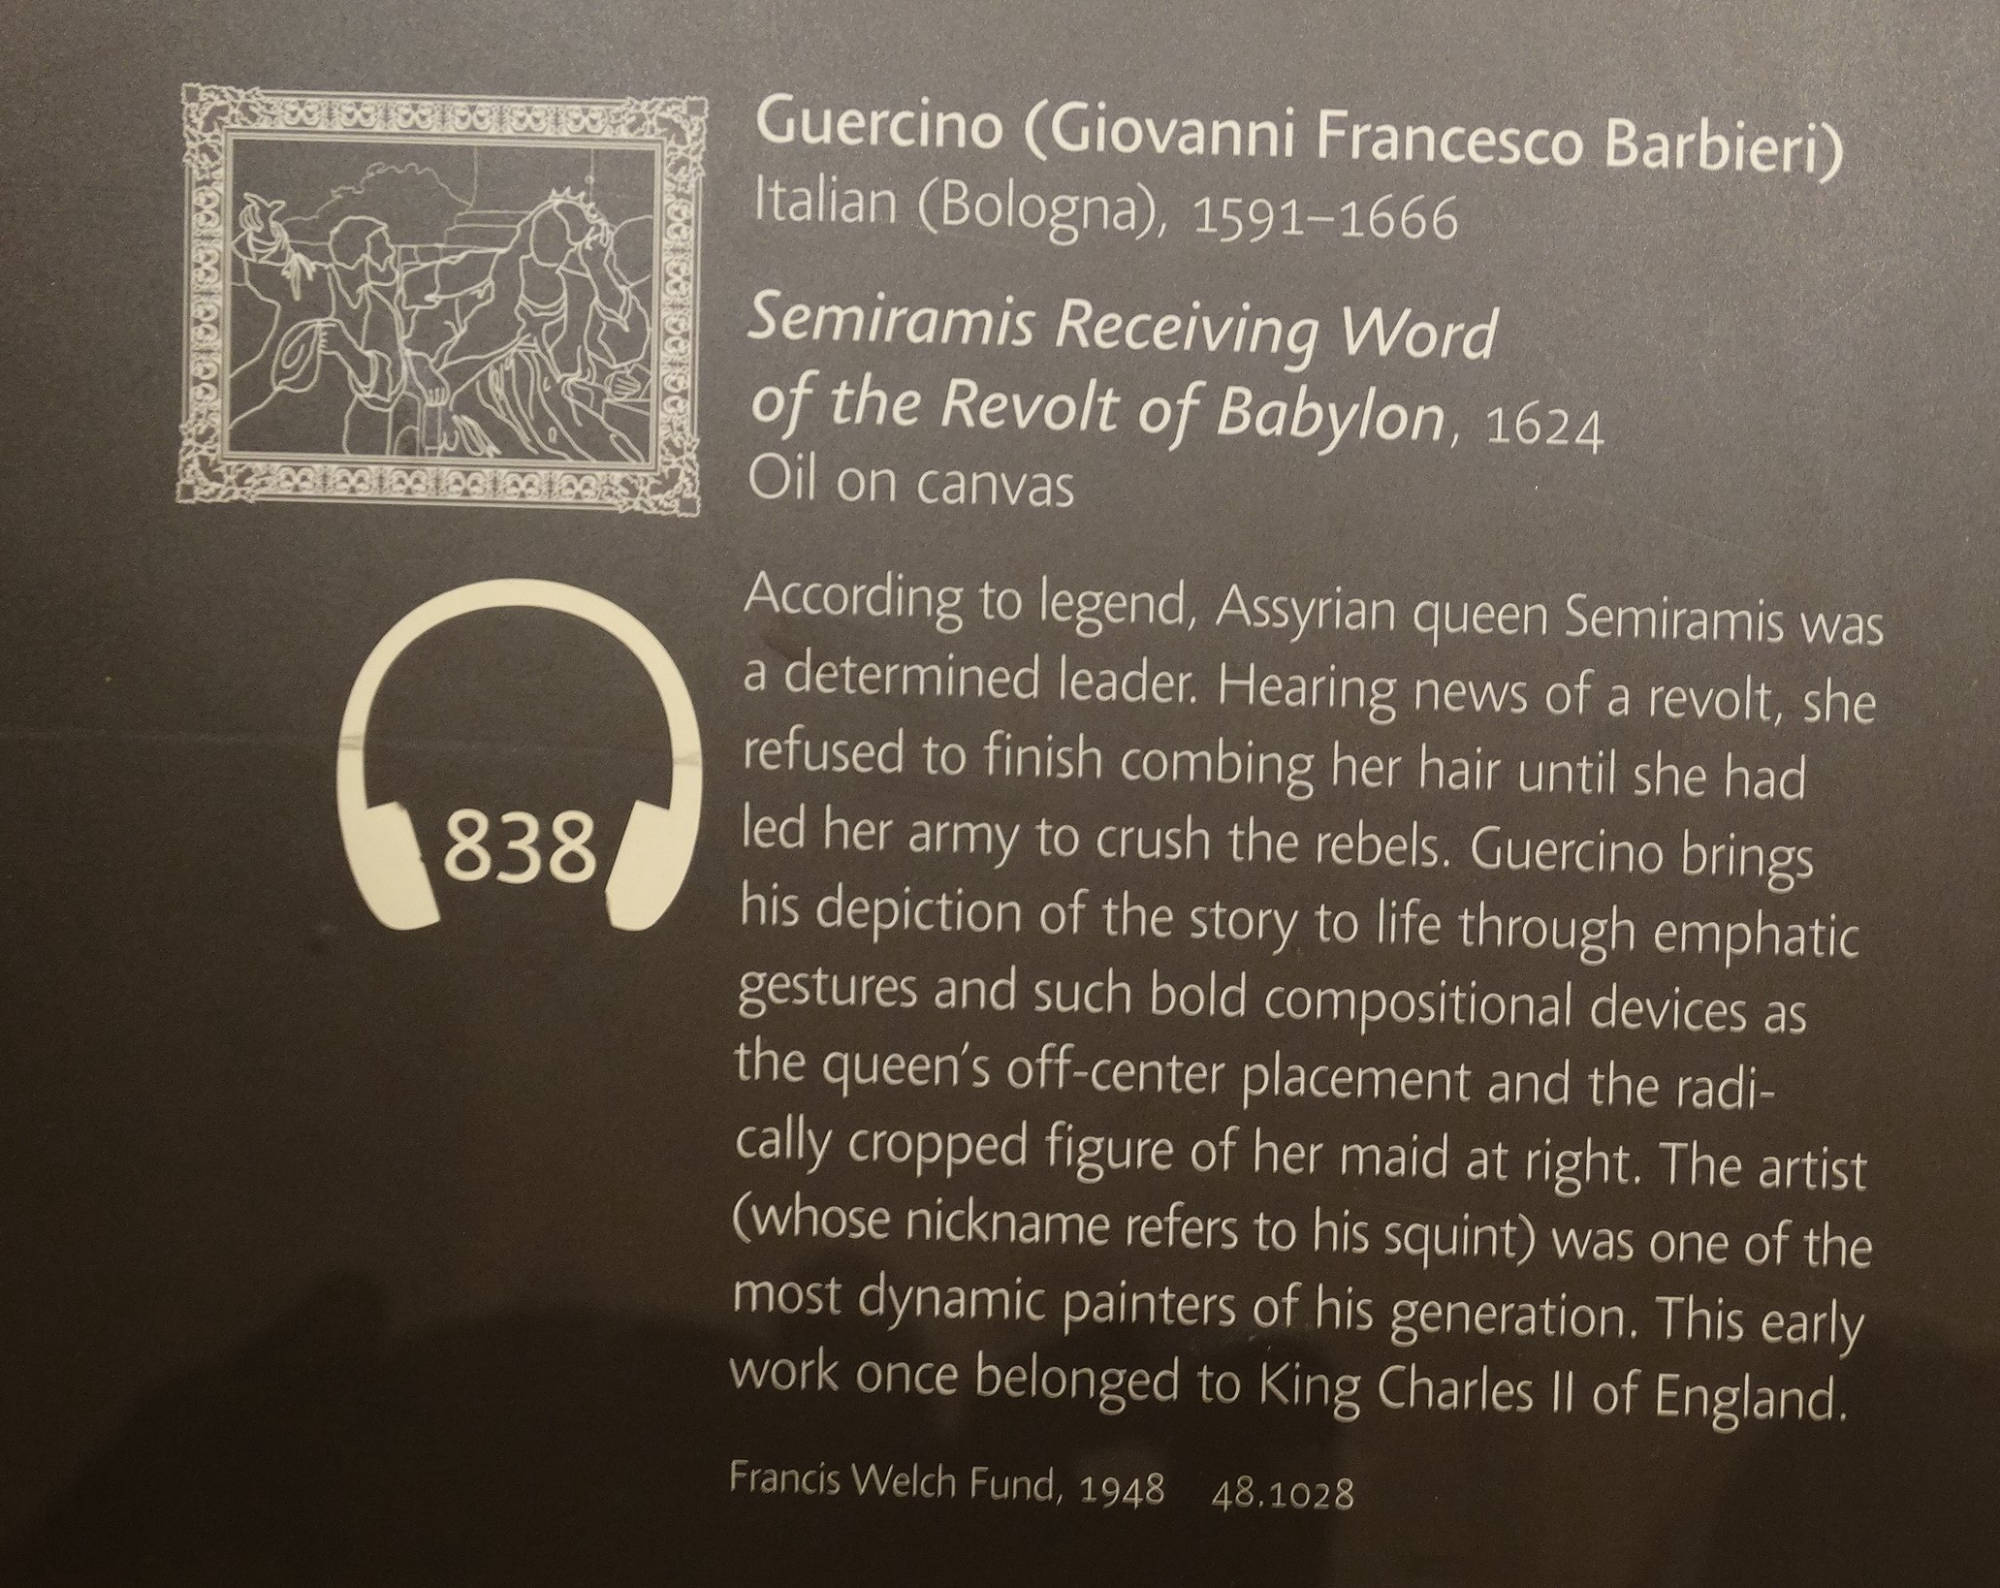 Guercino (Giovanni Francesco Barbieri)
Italian (Bologna), 1591–1666
Semiramis Receiving Word
of the Revolt of Babylon, 1624
Oil on canvas
838
According to legend, Assyrian queen Semiramis was
a determined leader. Hearing news of a revolt, she
refused to finish combing her hair until she had
led her army to crush the rebels. Guercino brings
his depiction of the story to life through emphatic
gestures and such bold compositional devices as
the queen's off-center placement and the radi-
cally cropped figure of her maid at right. The artist
(whose nickname refers to his squint) was one of the
most dynamic painters of his generation. This early
work once belonged to King Charles II of England.
Francis Welch Fund, 1948 48.1028